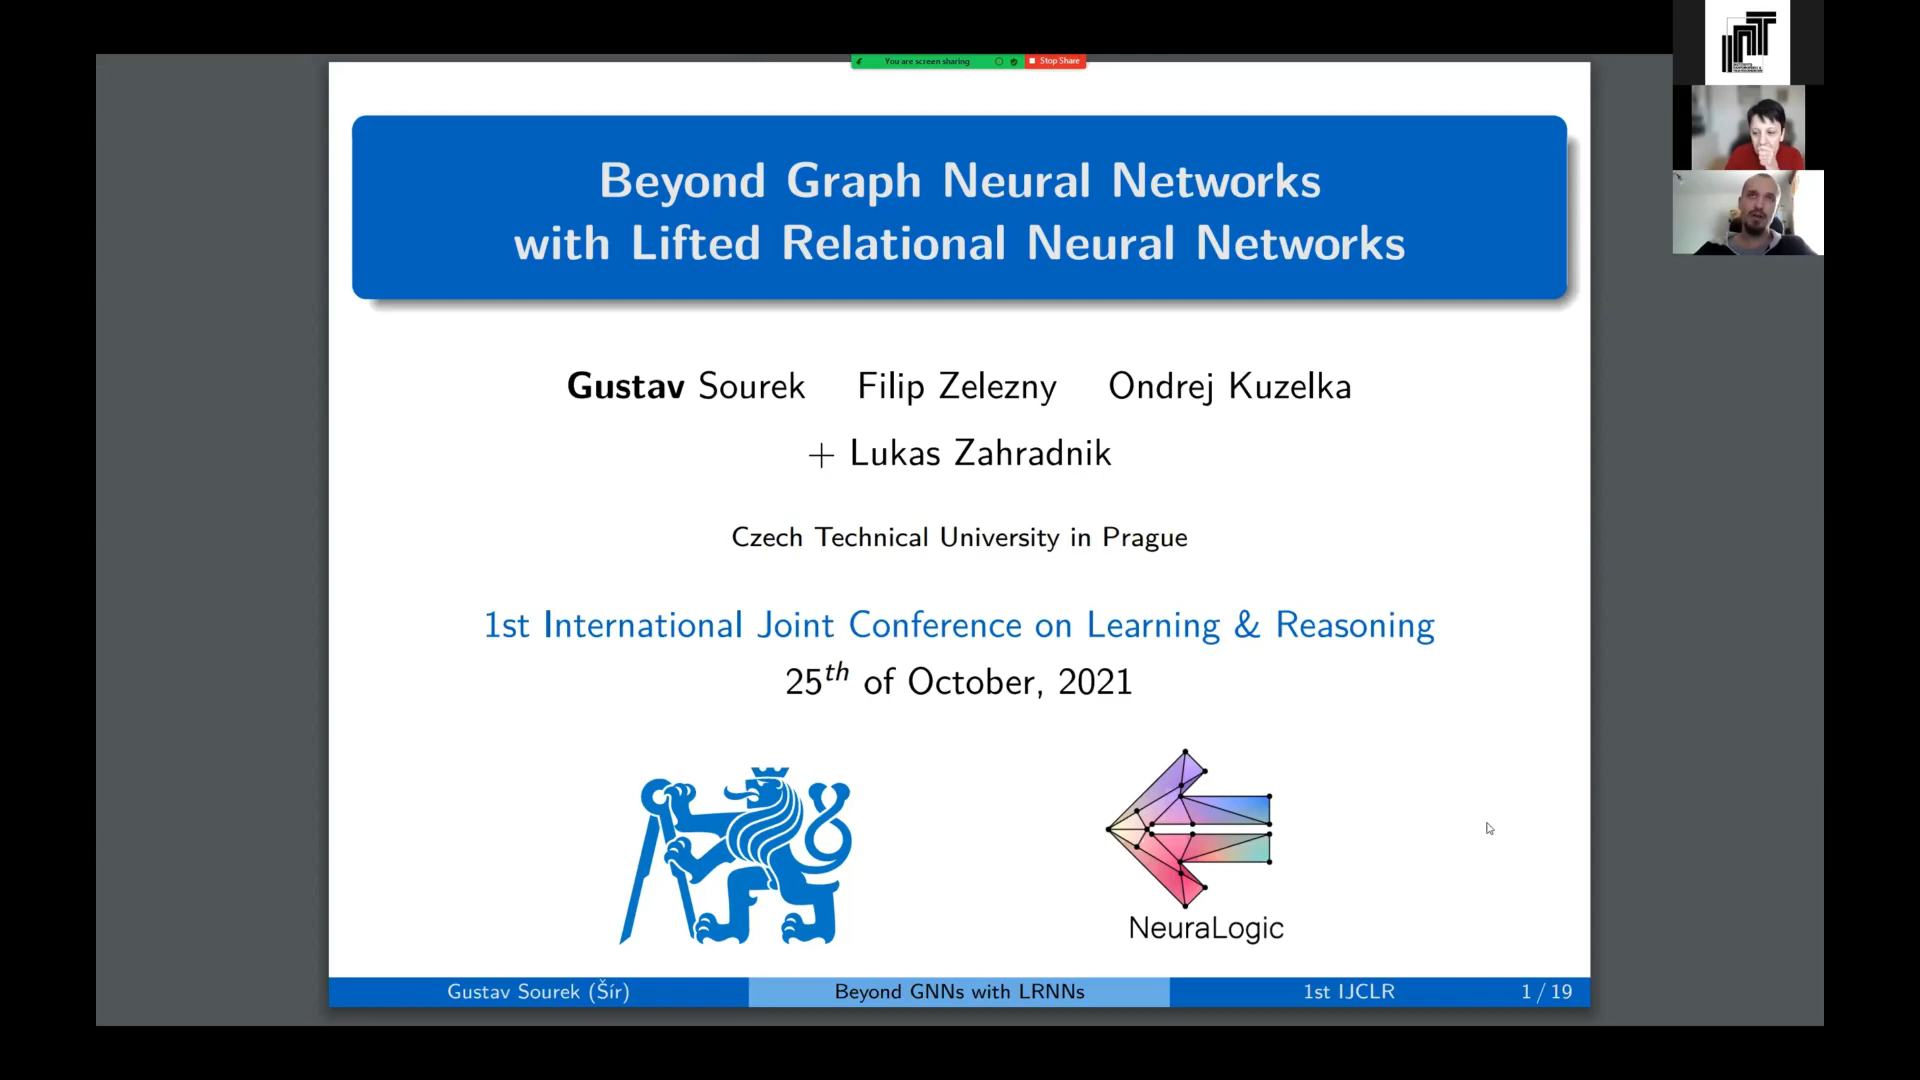 You are screen sharing
Stop Share
Beyond Graph Neural Networks
with Lifted Relational Neural Networks
Gustav Sourek Filip Zelezny Ondrej Kuzelka
+ Lukas Zahradnik
Czech Technical University in Prague
1st International Joint Conference on Learning & Reasoning
25th of October, 2021
NeuraLogic
Gustav Sourek (Šír) Beyond GNNs with LRNNs 1st IJCLR 1 / 19